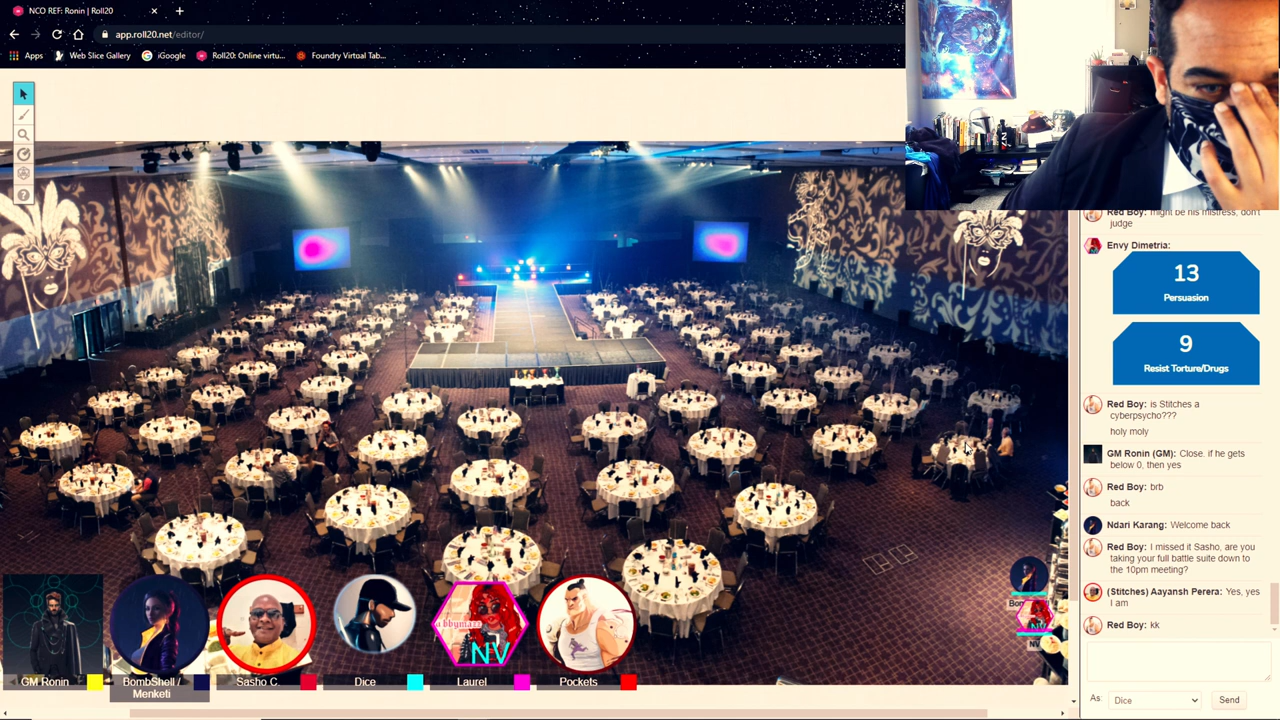 NCO REF: Ronin | Roll20
app.roll20.net/editor/
Apps
Web Slice Gallery
iGoogle
Roll20: Online virtu...
Foundry Virtual Tab...
Red Boy: might be his mistress, don't
judge
Envy Dimetria:
13
Persuasion
9
Resist Torture/Drugs
Red Boy: is Stitches a
cyberpsycho???
holy moly
GM Ronin (GM): Close. if he gets
below 0, then yes
Red Boy: brb
back
Ndari Karang: Welcome back
Red Boy: I missed it Sasho, are you
taking your full battle suite down to
the 10pm meeting?
(Stitches) Aayansh Perera: Yes, yes
I am
Red Boy: kk
As:
Dice
Send
NV
NV
GM Ronin
BombShell /
Menketi
Sasho C.
Dice
Laurel
Pockets